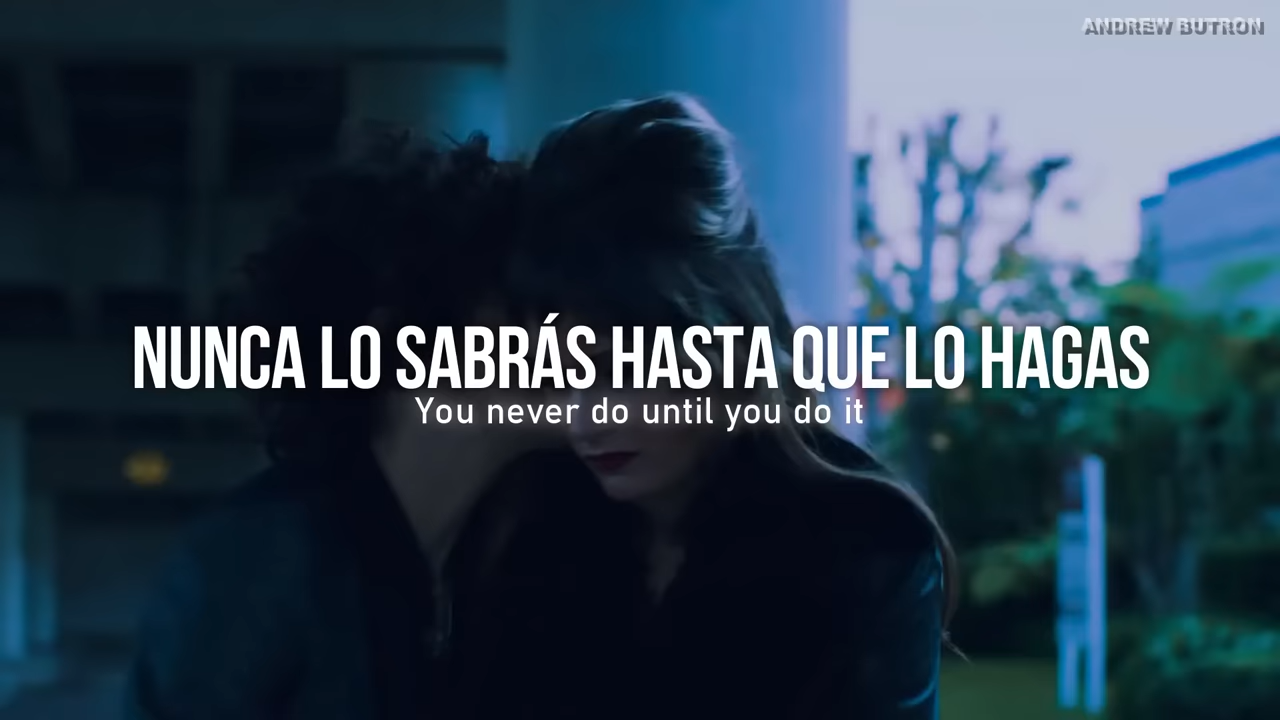 ANDREW BUTRON
NUNCA LO SABRÁS HASTA QUE LO HAGAS
You never do until you do it